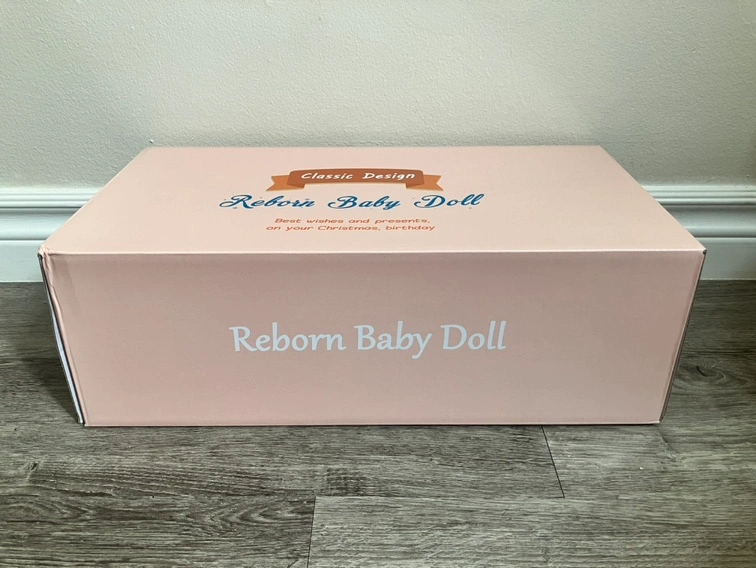 Classic Design
Reborn Baby Doll
Best wishes and presents,
on your Christmas, birthday
Reborn Baby Doll